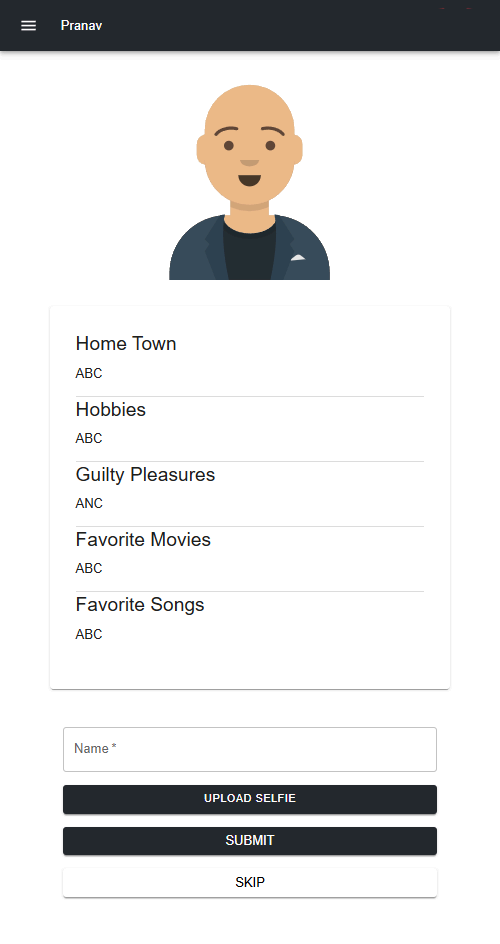 Pranav
Home Town
ABC
Hobbies
ABC
Guilty Pleasures
ANC
Favorite Movies
ABC
Favorite Songs
ABC
Name *
UPLOAD SELFIE
SUBMIT
SKIP